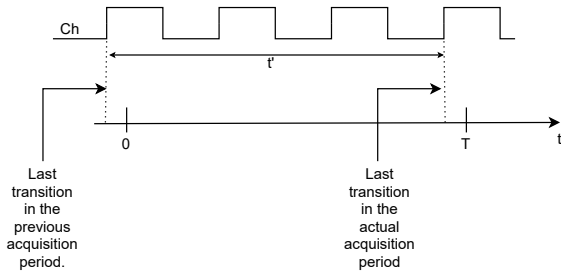 Ch
t'
0
T
t
Last
transition
in the
previous
acquisition
period.
Last
transition
in the
actual
acquisition
period